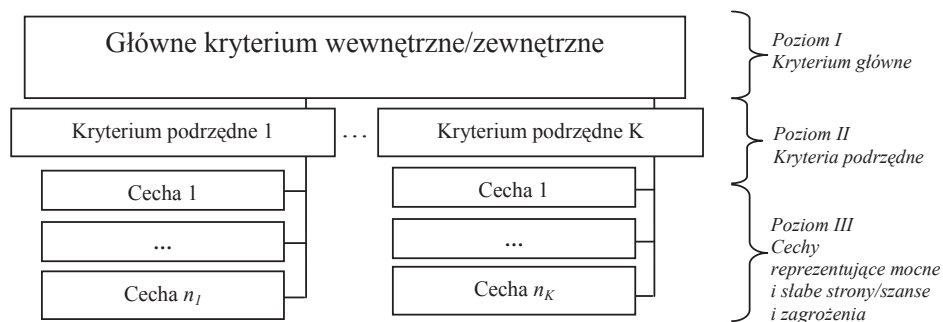 Główne kryterium wewnętrzne/zewnętrzne
Poziom I
Kryterium główne
Kryterium podrzędne 1
...
Kryterium podrzędne K
Poziom II
Kryteria podrzędne
Cecha 1
...
Cecha n₁
Cecha 1
...
Cecha nK
Poziom III
Cechy
reprezentujące mocne
i słabe strony/szanse
i zagrożenia